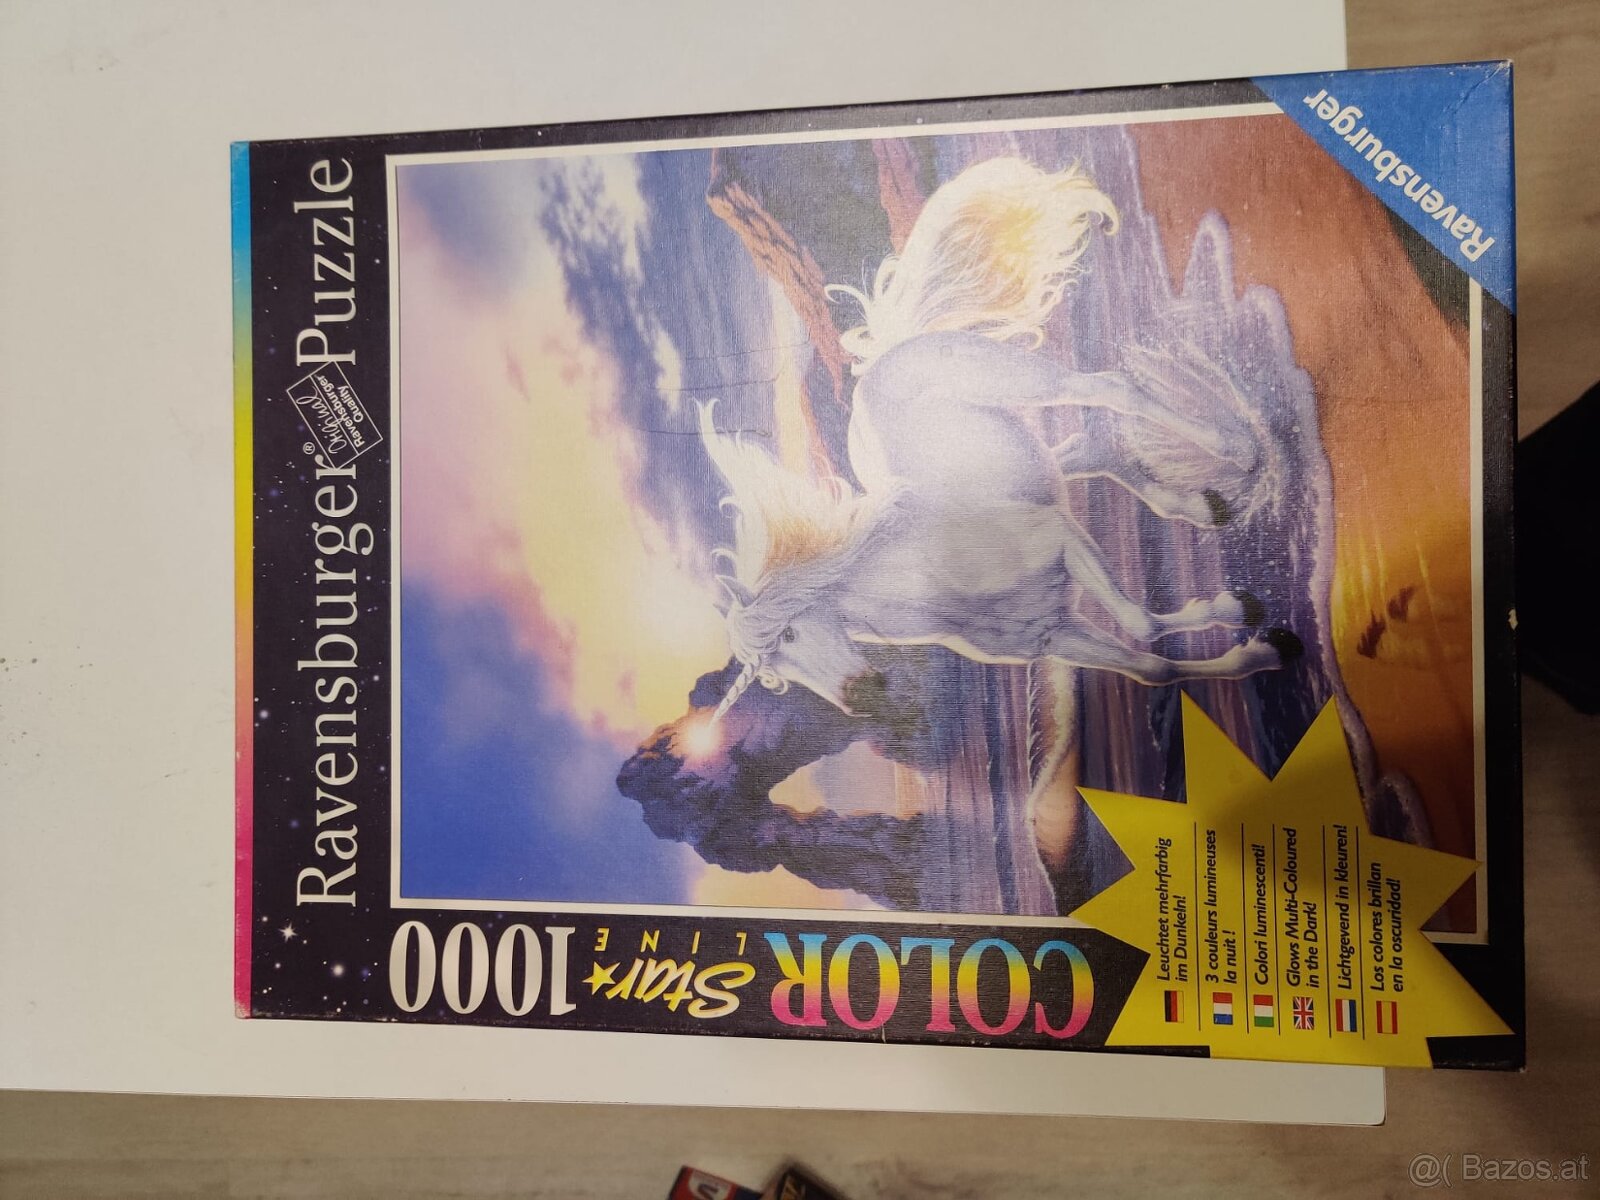 Ravensburger® Puzzle
Original
Ravensburger
Quality
1000
Star
LINE
COLOR
Leuchtet mehrfarbig
im Dunkeln!
3 couleurs lumineuses
la nuit !
Colori luminescenti!
Glows Multi-Coloured
in the Dark!
Lichtgevend in kleuren!
Los colores brillan
en la oscuridad!
Ravensburger
@( Bazos.at